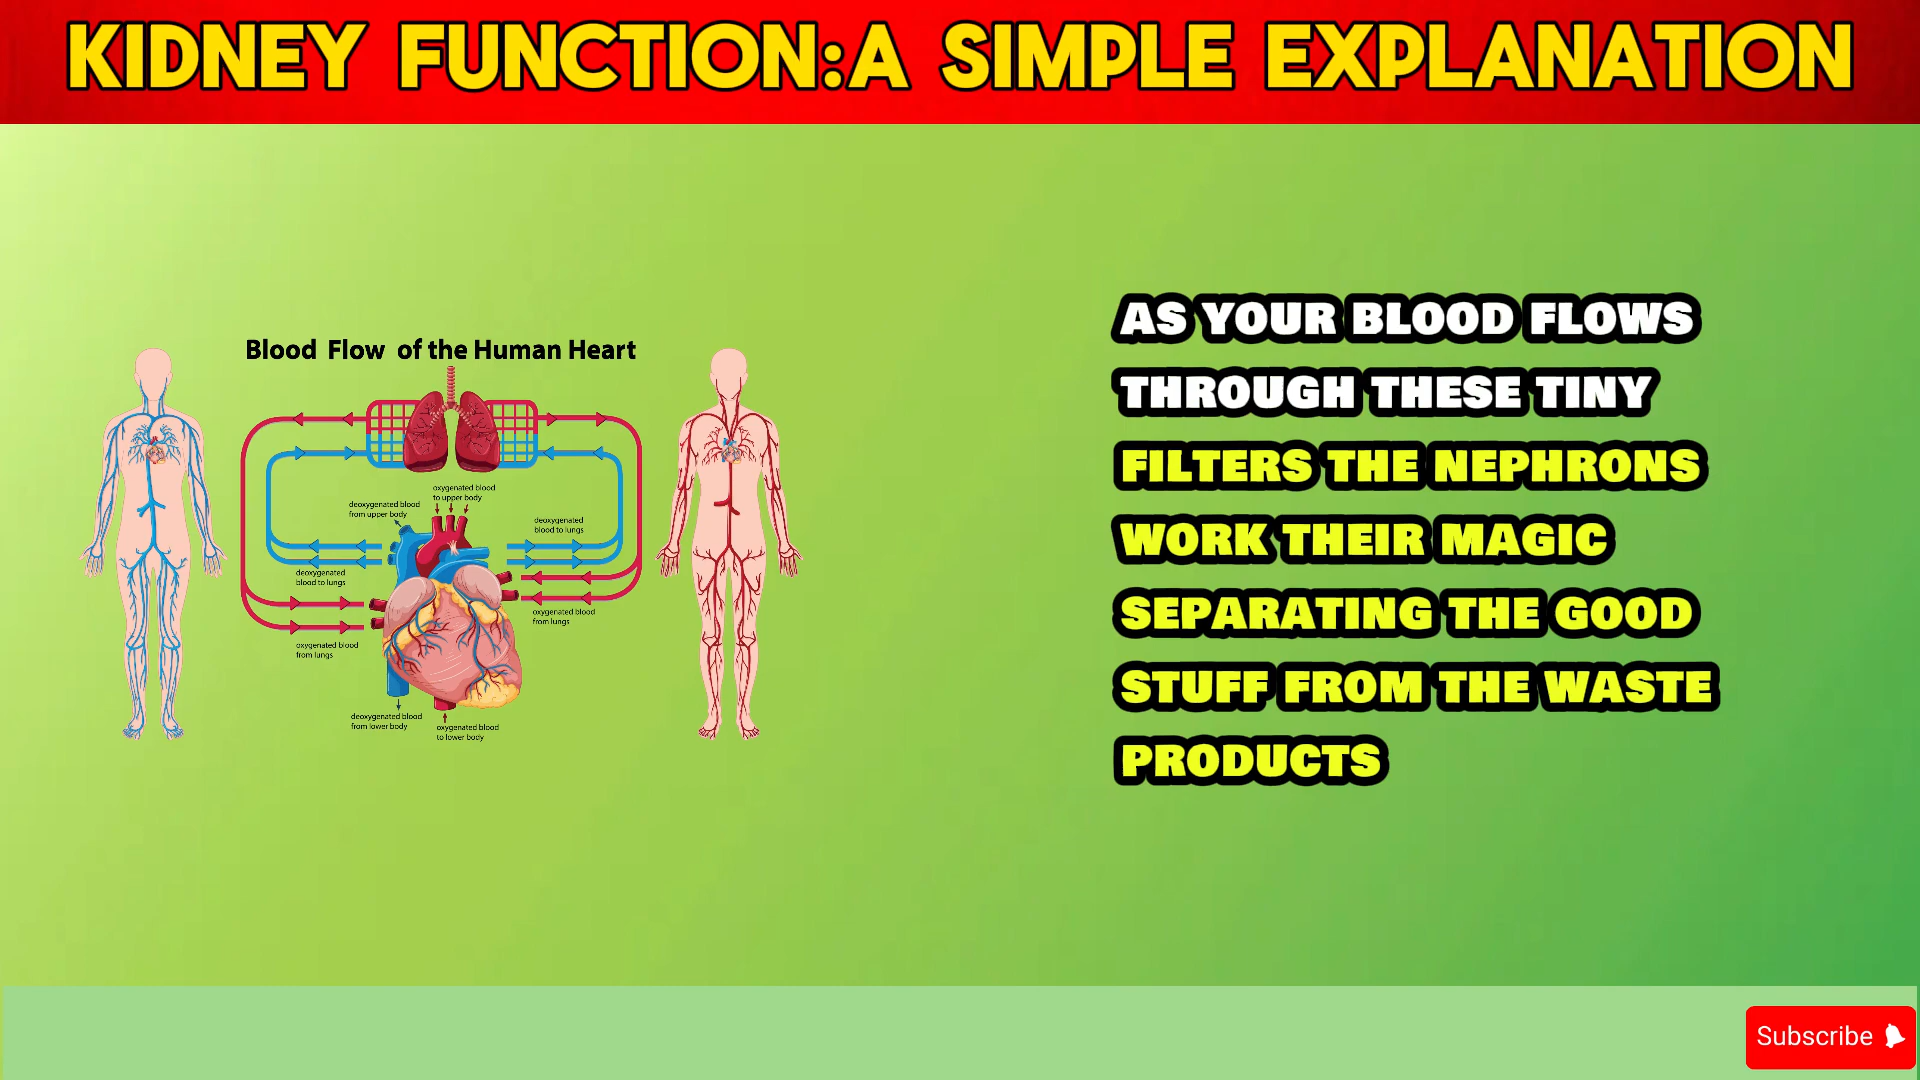 KIDNEY FUNCTION:A SIMPLE EXPLANATION
Blood Flow of the Human Heart
oxygenated blood
to upper body
deoxygenated blood
from upper body
deoxygenated
blood to lungs
deoxygenated
blood to lungs
oxygenated blood
from lungs
oxygenated blood
from lungs
deoxygenated blood
from lower body
oxygenated blood
to lower body
AS YOUR BLOOD FLOWS
THROUGH THESE TINY
FILTERS THE NEPHRONS
WORK THEIR MAGIC
SEPARATING THE GOOD
STUFF FROM THE WASTE
PRODUCTS
Subscribe